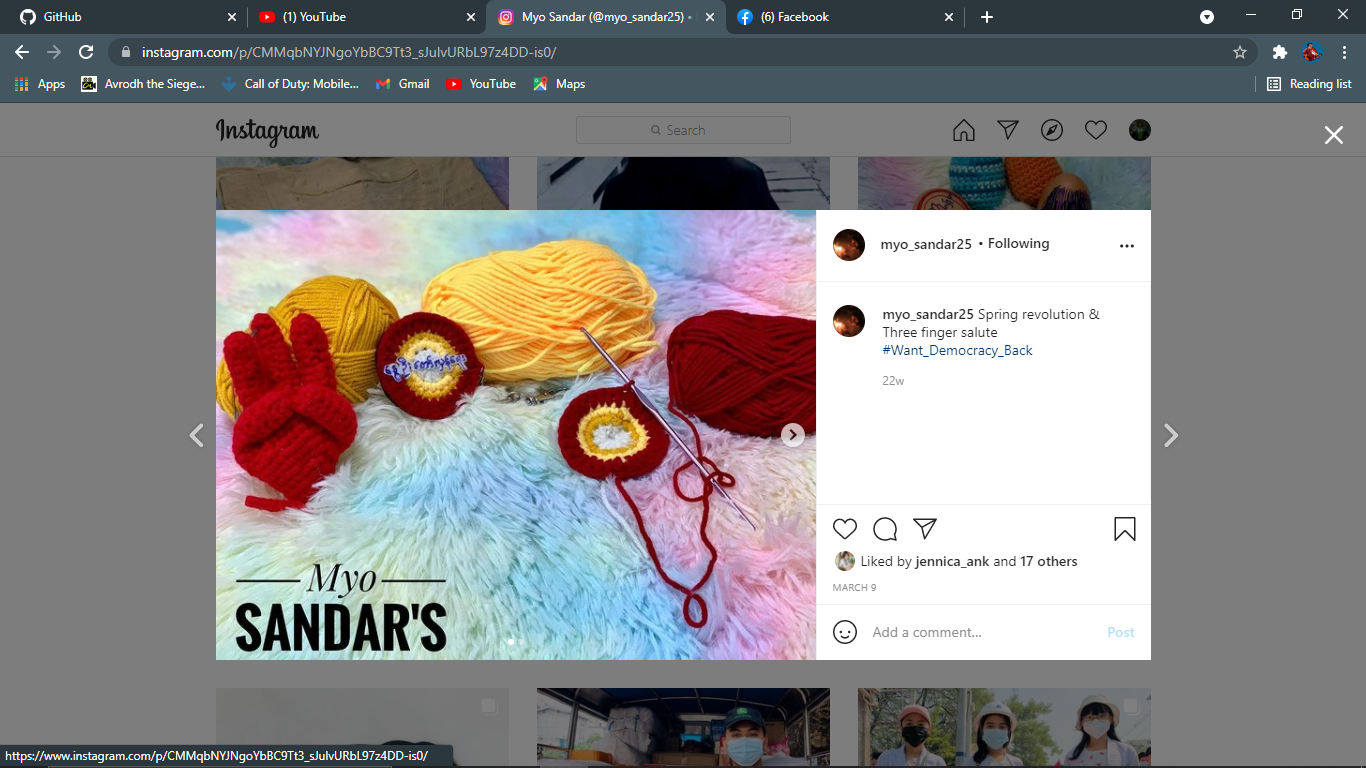 GitHub
(1) YouTube
Myo Sandar (@myo_sandar25) •
(6) Facebook
instagram.com/p/CMMqbNYJNgoYbBC9Tt3_sJulvURbL97z4DD-is0/
Apps
Avrodh the Siege...
Call of Duty: Mobile...
Gmail
YouTube
Maps
Reading list
Instagram
Search
myo_sandar25 • Following
myo_sandar25 Spring revolution &
Three finger salute
#Want_Democracy_Back
22w
Liked by jennica_ank and 17 others
MARCH 9
Add a comment...
Post
Myo
SANDAR'S
https://www.instagram.com/p/CMMqbNYJNgoYbBC9Tt3_sJulvURbL97z4DD-is0/